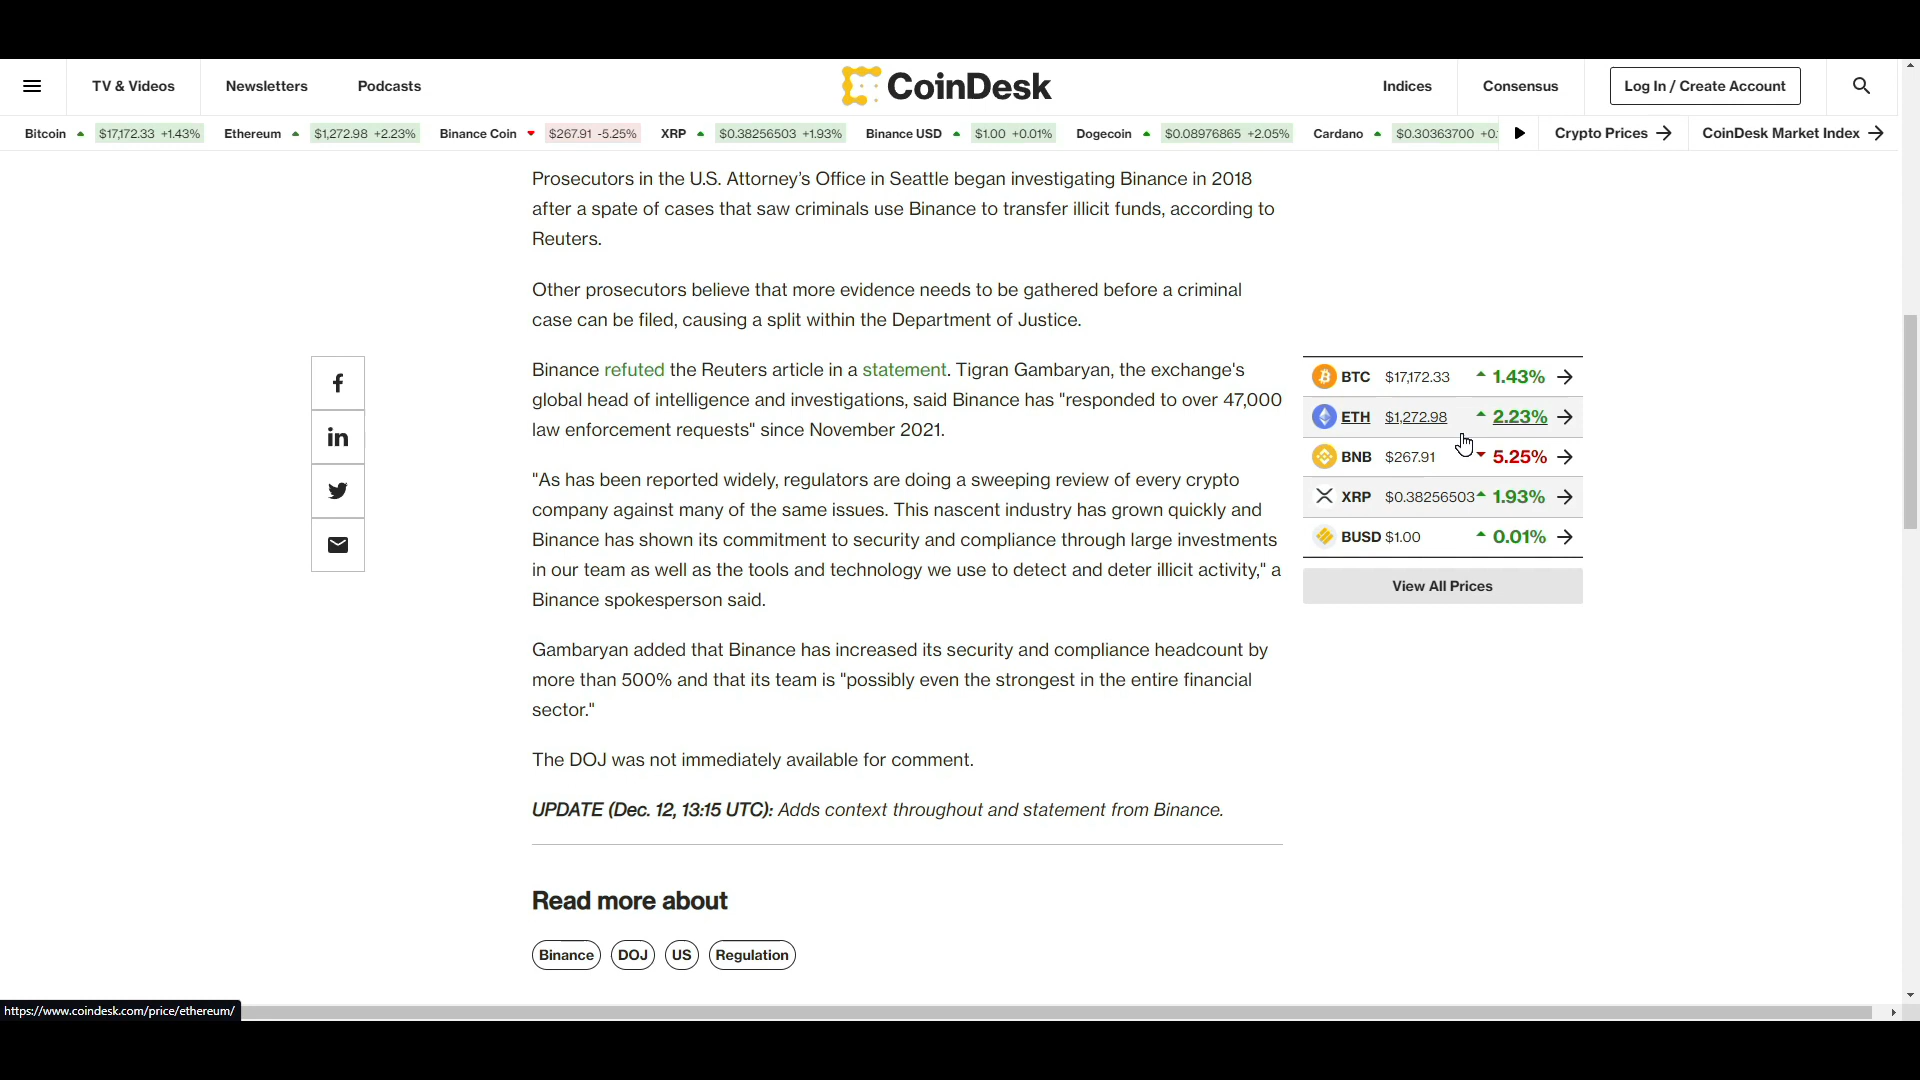 TV & Videos
Newsletters
Podcasts
CoinDesk
Indices
Consensus
Log In / Create Account
Bitcoin $17,172.33 +1.43% Ethereum $1,272.98 +2.23% Binance Coin $267.91 -5.25% XRP $0.38256503 +1.93% Binance USD $1.00 +0.01% Dogecoin $0.08976865 +2.05% Cardano $0.30363700 +0. Crypto Prices CoinDesk Market Index
Prosecutors in the U.S. Attorney's Office in Seattle began investigating Binance in 2018
after a spate of cases that saw criminals use Binance to transfer illicit funds, according to
Reuters.
Other prosecutors believe that more evidence needs to be gathered before a criminal
case can be filed, causing a split within the Department of Justice.
Binance refuted the Reuters article in a statement. Tigran Gambaryan, the exchange's
global head of intelligence and investigations, said Binance has "responded to over 47,000
law enforcement requests" since November 2021.
"As has been reported widely, regulators are doing a sweeping review of every crypto
company against many of the same issues. This nascent industry has grown quickly and
Binance has shown its commitment to security and compliance through large investments
in our team as well as the tools and technology we use to detect and deter illicit activity," a
Binance spokesperson said.
Gambaryan added that Binance has increased its security and compliance headcount by
more than 500% and that its team is "possibly even the strongest in the entire financial
sector."
The DOJ was not immediately available for comment.
UPDATE (Dec. 12, 13:15 UTC): Adds context throughout and statement from Binance.
BTC $17,172.33 1.43%
ETH $1,272.98 2.23%
BNB $267.91 5.25%
XRP $0.38256503 1.93%
BUSD $1.00 0.01%
View All Prices
Read more about
Binance
DOJ
US
Regulation
https://www.coindesk.com/price/ethereum/